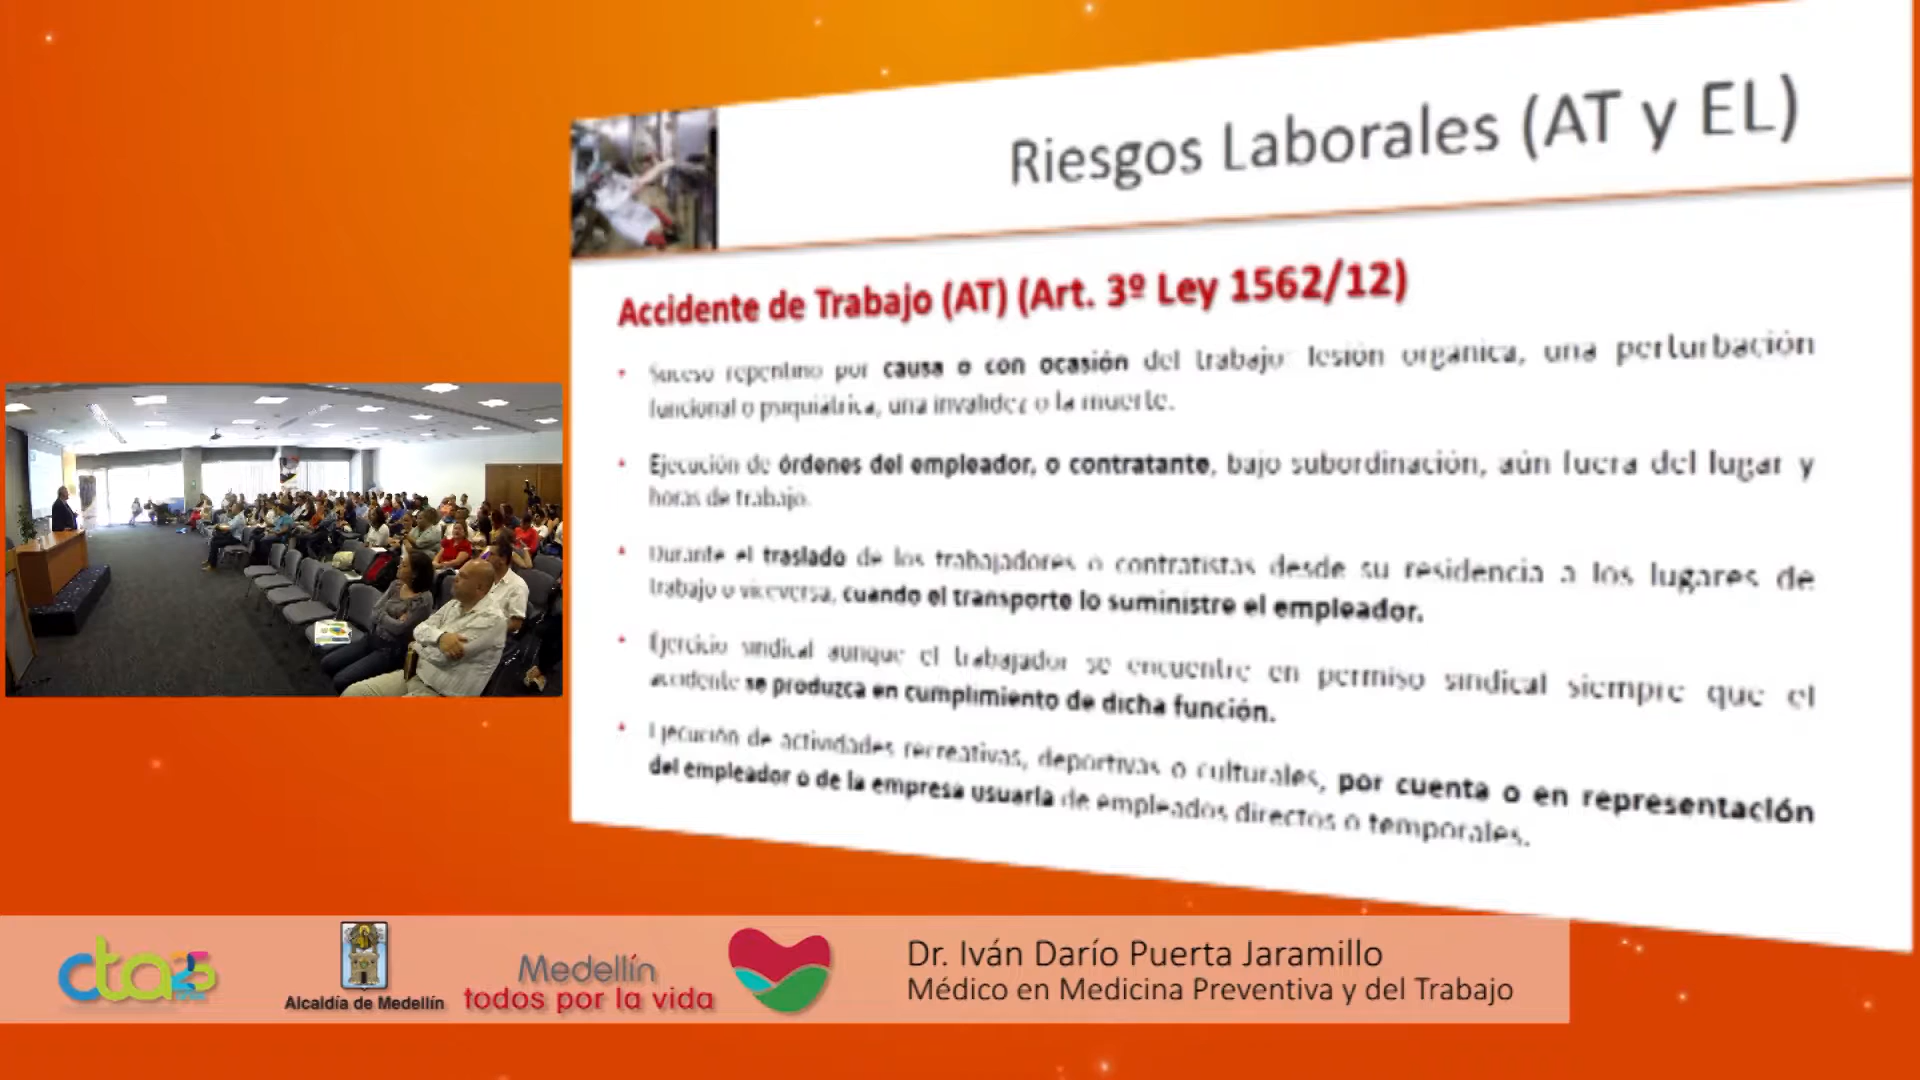 Riesgos Laborales (AT y EL)
Accidente de Trabajo (AT) (Art. 3º Ley 1562/12)
• Suceso repentino por causa o con ocasión del trabajo: lesión orgánica, una perturbación
funcional o psiquiátrica, una invalidez o la muerte.
• Ejecución de órdenes del empleador, o contratante, bajo subordinación, aún fuera del lugar y
horas de trabajo.
• Durante el traslado de los trabajadores o contratistas desde su residencia a los lugares de
trabajo o viceversa, cuando el transporte lo suministre el empleador.
• Ejercicio sindical aunque el trabajador se encuentre en permiso sindical siempre que el
accidente se produzca en cumplimiento de dicha función.
• Ejecución de actividades recreativas, deportivas o culturales, por cuenta o en representación
del empleador o de la empresa usuaria de empleados directos o temporales.
cta 25
Alcaldía de Medellín
Medellín
todos por la vida
Dr. Iván Darío Puerta Jaramillo
Médico en Medicina Preventiva y del Trabajo